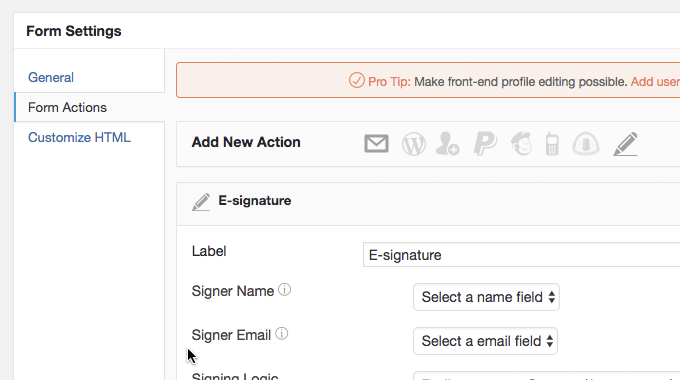 Form Settings
General
Form Actions
Customize HTML
Pro Tip: Make front-end profile editing possible. Add user
Add New Action
E-signature
Label E-signature
Signer Name Select a name field
Signer Email Select a email field
Signing Logic